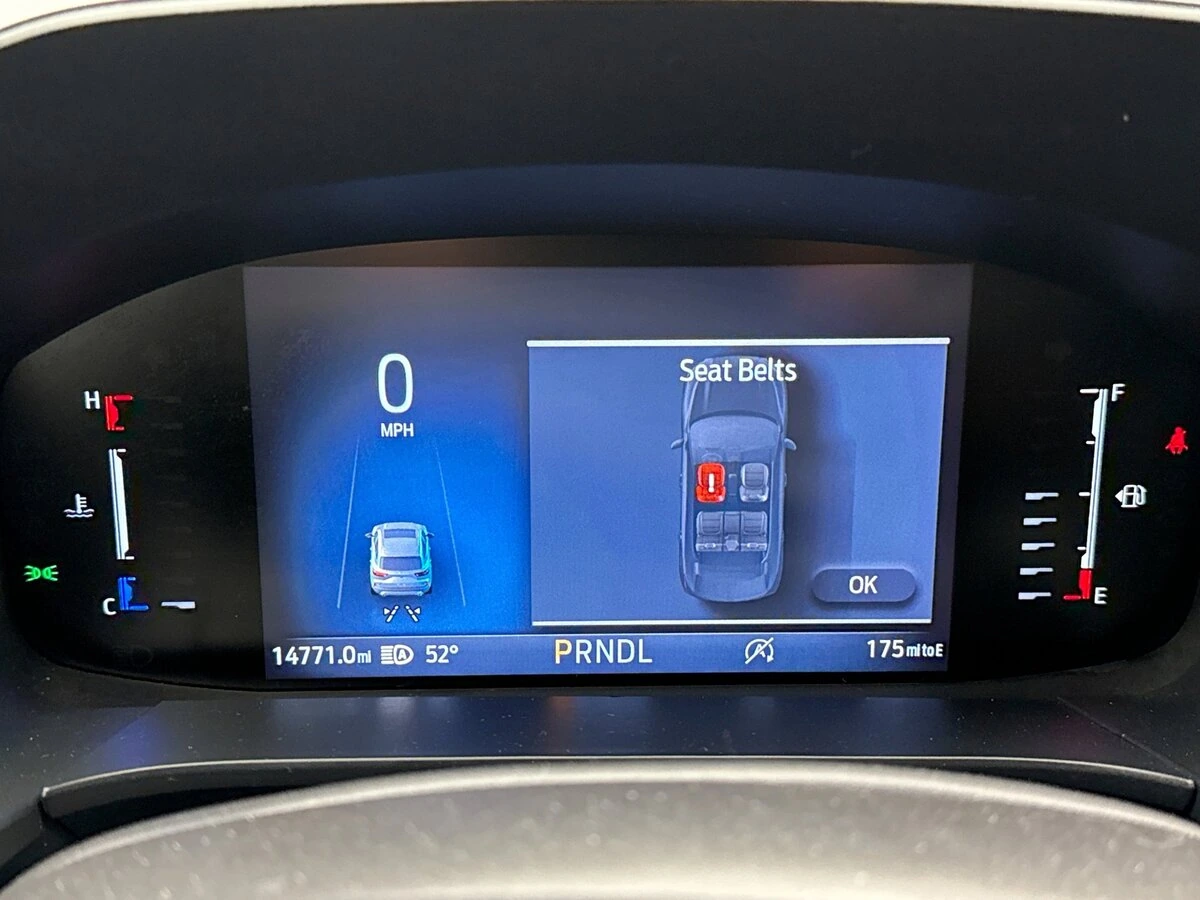 0
MPH
Seat Belts
OK
H
C
F
E
14771.0mi A 52° PRNDL A 175mi to E